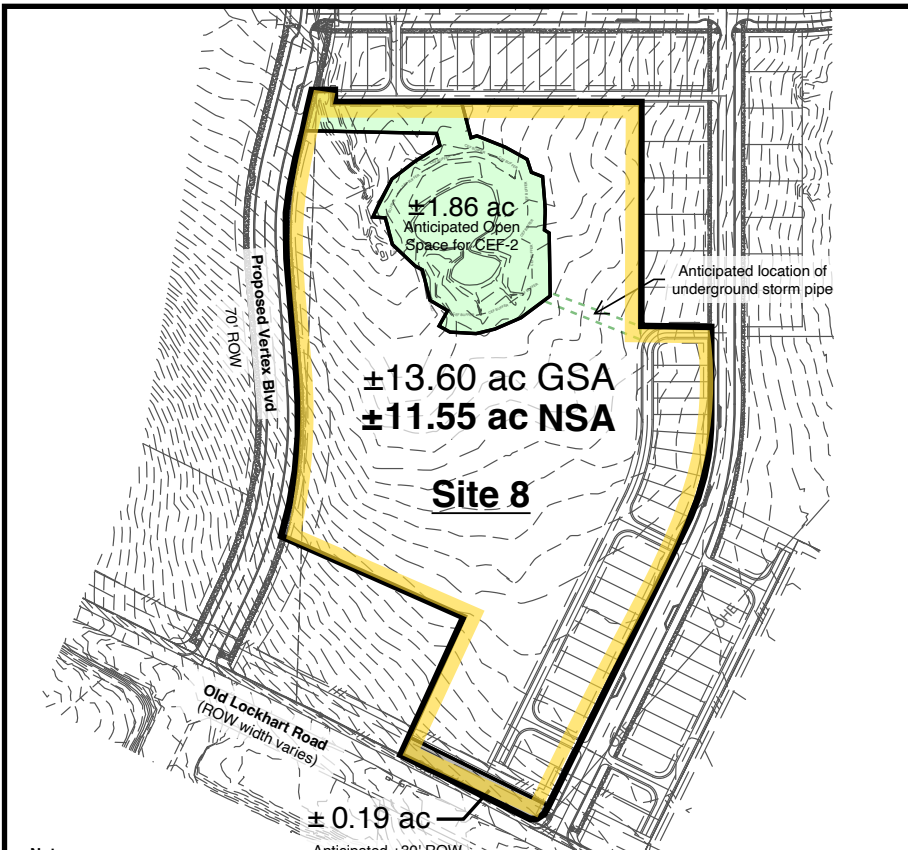 ±1.86 ac
Anticipated Open
Space for CEF-2
Anticipated location of
underground storm pipe
Proposed Vertex Blvd
70' ROW
±13.60 ac GSA
±11.55 ac NSA
Site 8
OHE
Old Lockhart Road
(ROW width varies)
± 0.19 ac